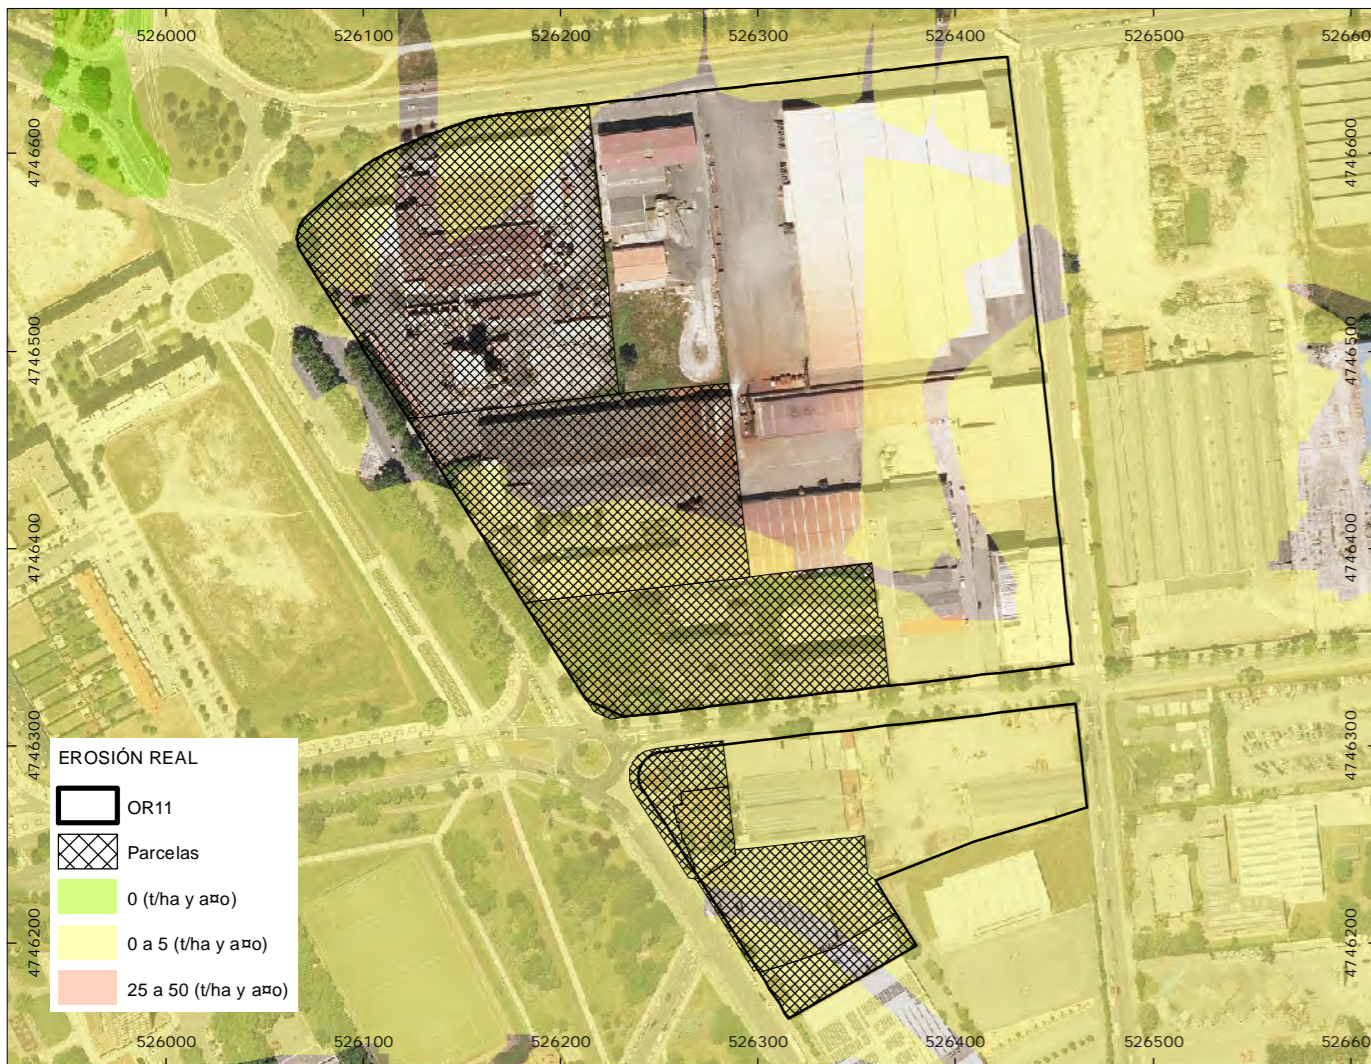 526000 526100 526200 526300 526400 526500 52660
4746600 4746600
4746500 4746500
4746400 4746400
4746300 4746300
4746200 4746200
EROSIÓN REAL
OR11
Parcelas
0 (t/ha y a¤o)
0 a 5 (t/ha y a¤o)
25 a 50 (t/ha y a¤o)
526000 526100 526200 526300 526400 526500 52660